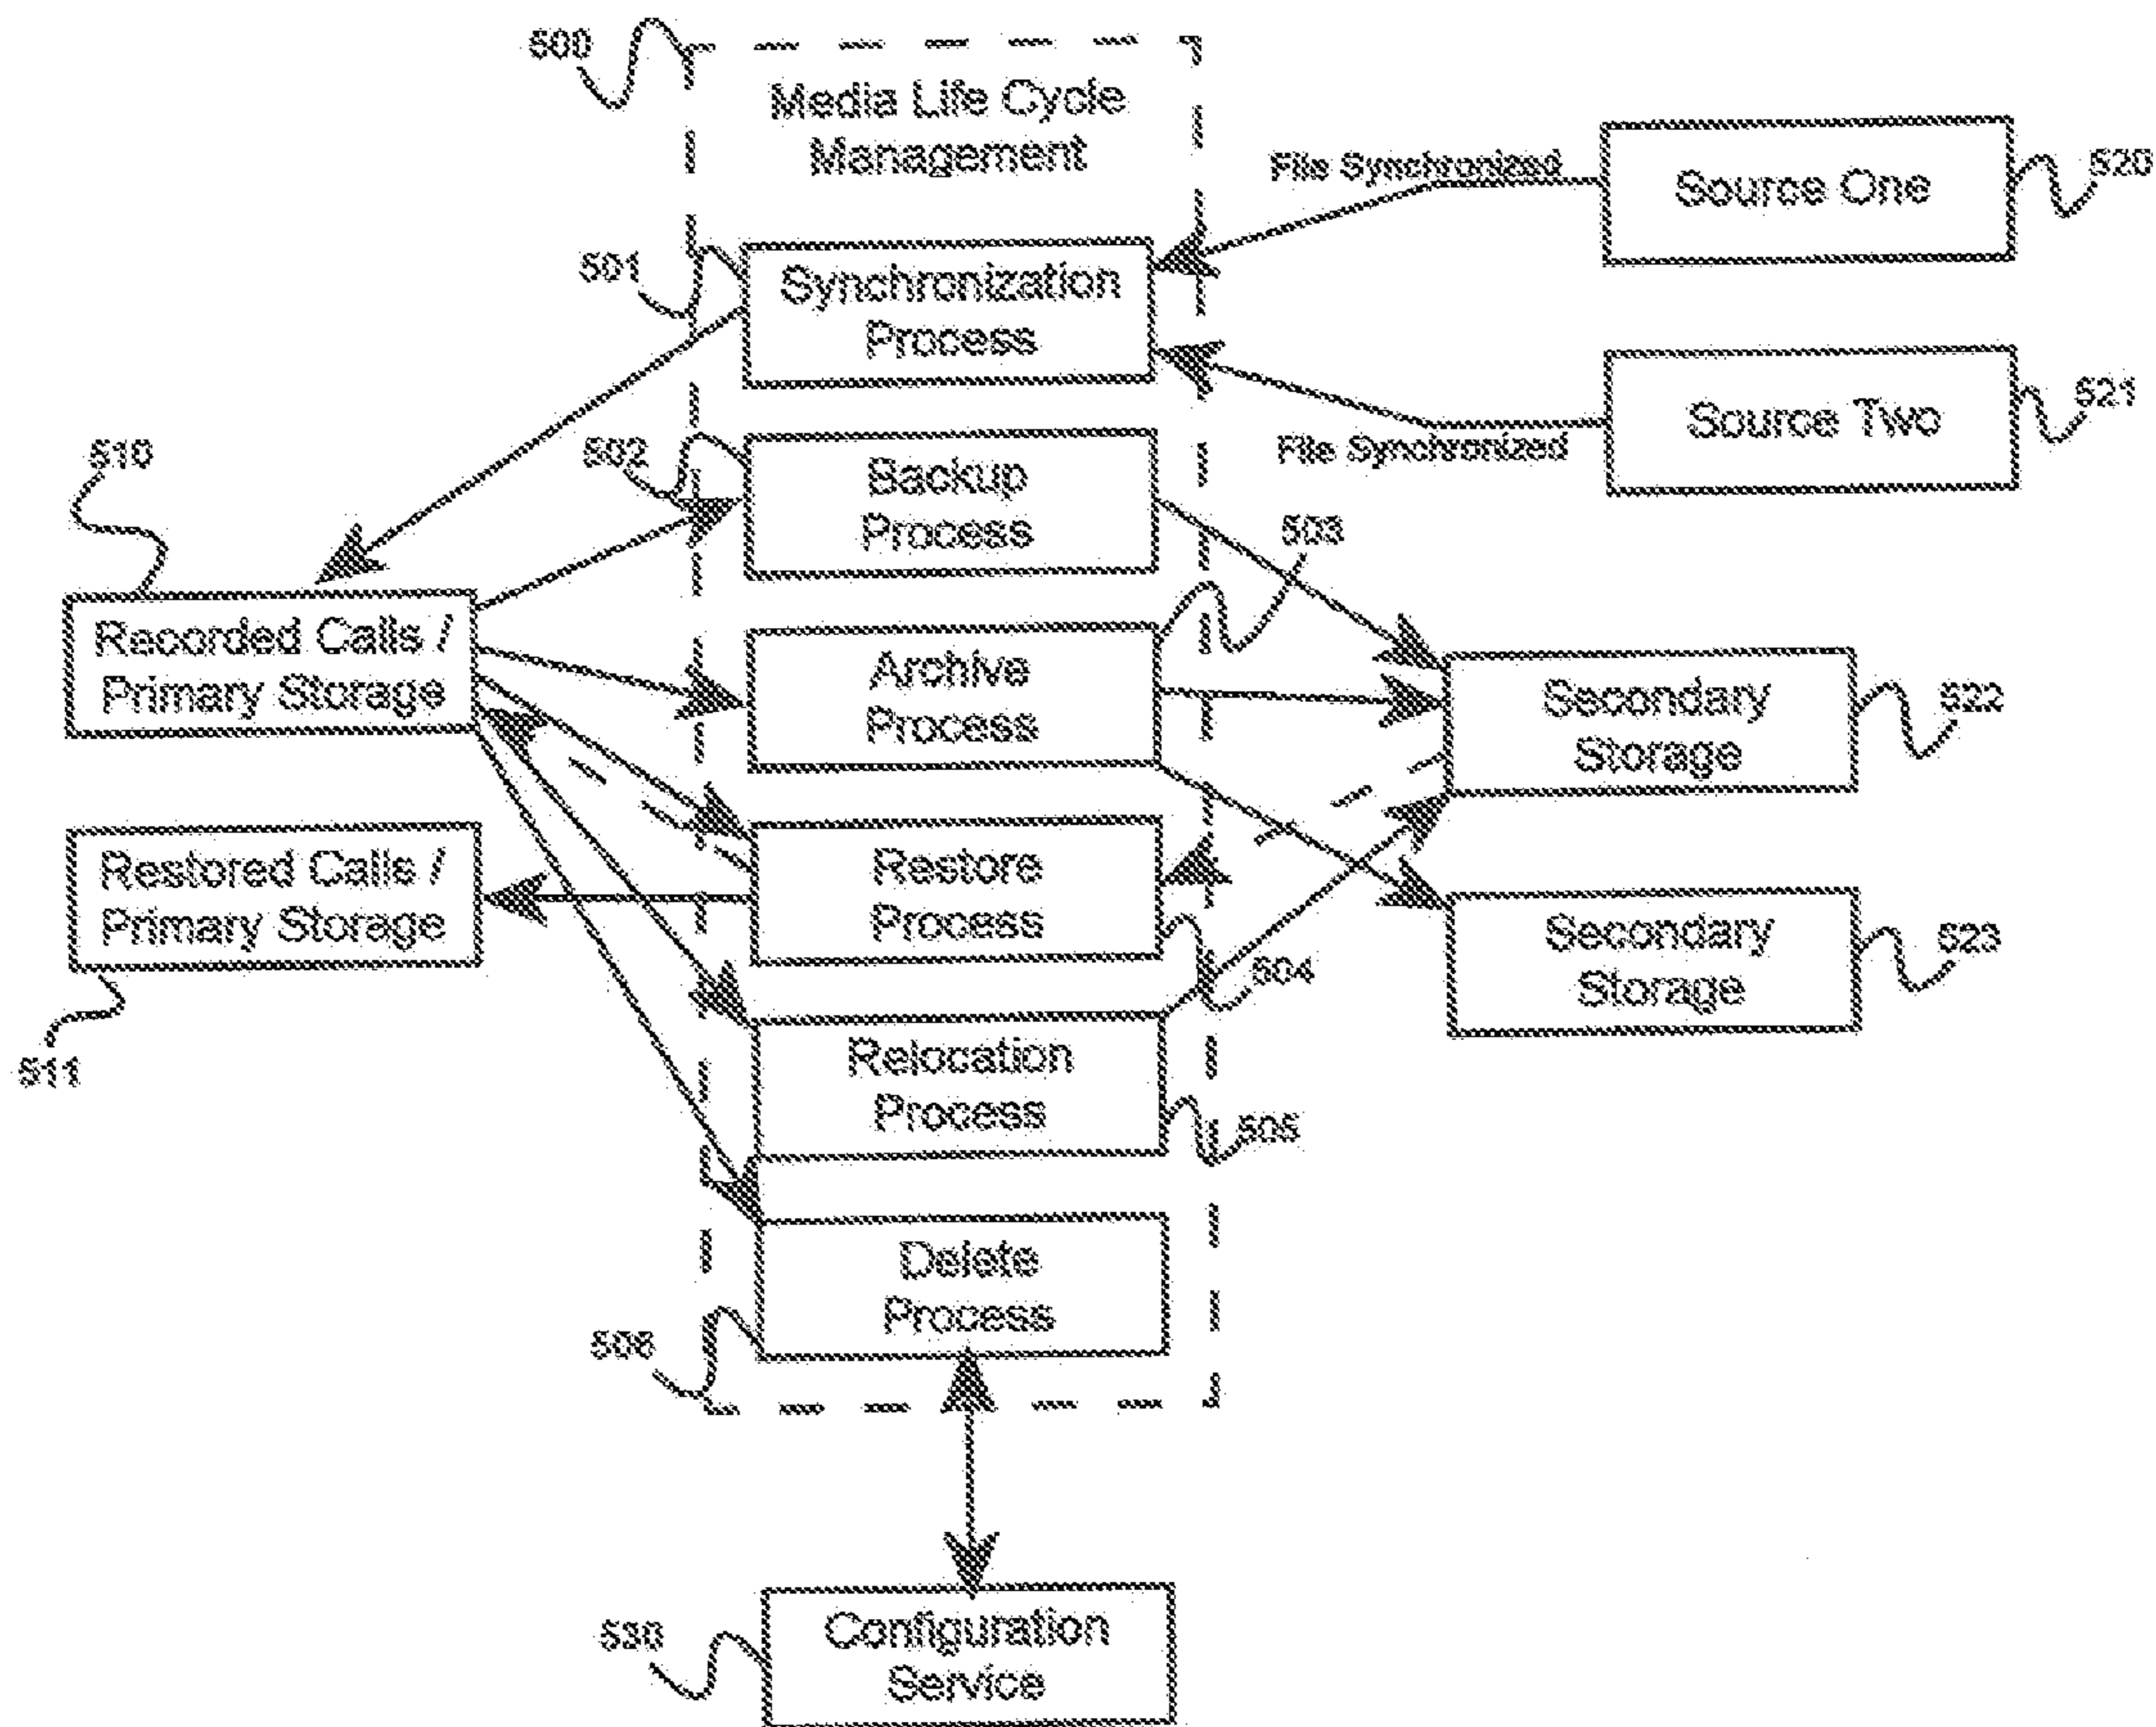 500
Media Life Cycle
Management
File Synchronized
Source One
520
501
Synchronization
Process
File Synchronized
Source Two
521
510
502
Backup
Process
503
Recorded Calls /
Primary Storage
Archive
Process
Secondary
Storage
522
Restored Calls /
Primary Storage
511
Restore
Process
504
Secondary
Storage
523
Relocation
Process
505
Delete
Process
506
530
Configuration
Service